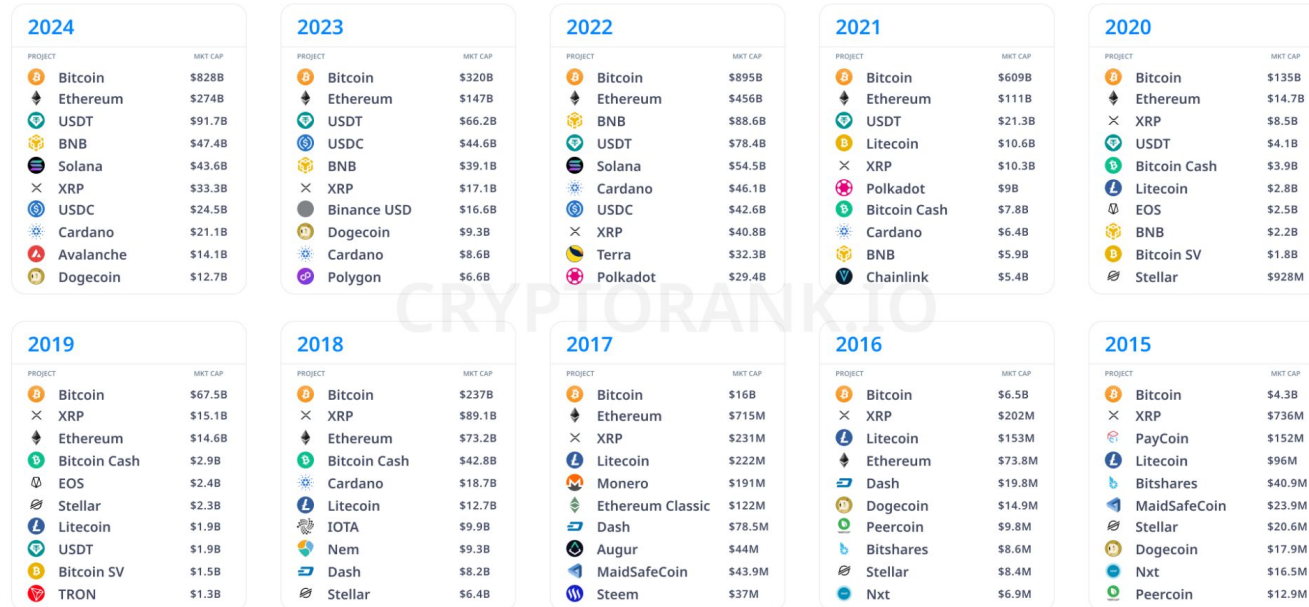 2024
PROJECT MKT CAP
Bitcoin $828B
Ethereum $274B
USDT $91.7B
BNB $47.4B
Solana $43.6B
XRP $33.3B
USDC $24.5B
Cardano $21.1B
Avalanche $14.1B
Dogecoin $12.7B
2023
PROJECT MKT CAP
Bitcoin $320B
Ethereum $147B
USDT $66.2B
USDC $44.6B
BNB $39.1B
XRP $17.1B
Binance USD $16.6B
Dogecoin $9.3B
Cardano $8.6B
Polygon $6.6B
2022
PROJECT MKT CAP
Bitcoin $895B
Ethereum $456B
BNB $88.6B
USDT $78.4B
Solana $54.5B
Cardano $46.1B
USDC $42.6B
XRP $40.8B
Terra $32.3B
Polkadot $29.4B
2021
PROJECT MKT CAP
Bitcoin $609B
Ethereum $111B
USDT $21.3B
Litecoin $10.6B
XRP $10.3B
Polkadot $9B
Bitcoin Cash $7.8B
Cardano $6.4B
BNB $5.9B
Chainlink $5.4B
2020
PROJECT MKT CAP
Bitcoin $135B
Ethereum $14.7B
XRP $8.5B
USDT $4.1B
Bitcoin Cash $3.9B
Litecoin $2.8B
EOS $2.5B
BNB $2.2B
Bitcoin SV $1.8B
Stellar $928M
CRYPTORANK.IO
2019
PROJECT MKT CAP
Bitcoin $67.5B
XRP $15.1B
Ethereum $14.6B
Bitcoin Cash $2.9B
EOS $2.4B
Stellar $2.3B
Litecoin $1.9B
USDT $1.9B
Bitcoin SV $1.5B
TRON $1.3B
2018
PROJECT MKT CAP
Bitcoin $237B
XRP $89.1B
Ethereum $73.2B
Bitcoin Cash $42.8B
Cardano $18.7B
Litecoin $12.7B
IOTA $9.9B
Nem $9.3B
Dash $8.2B
Stellar $6.4B
2017
PROJECT MKT CAP
Bitcoin $16B
Ethereum $715M
XRP $231M
Litecoin $222M
Monero $191M
Ethereum Classic $122M
Dash $78.5M
Augur $44M
MaidSafeCoin $43.9M
Steem $37M
2016
PROJECT MKT CAP
Bitcoin $6.5B
XRP $202M
Litecoin $153M
Ethereum $73.8M
Dash $19.8M
Dogecoin $14.9M
Peercoin $9.8M
Bitshares $8.6M
Stellar $8.4M
Nxt $6.9M
2015
PROJECT MKT CAP
Bitcoin $4.3B
XRP $736M
PayCoin $152M
Litecoin $96M
Bitshares $40.9M
MaidSafeCoin $23.9M
Stellar $20.6M
Dogecoin $17.9M
Nxt $16.5M
Peercoin $12.9M